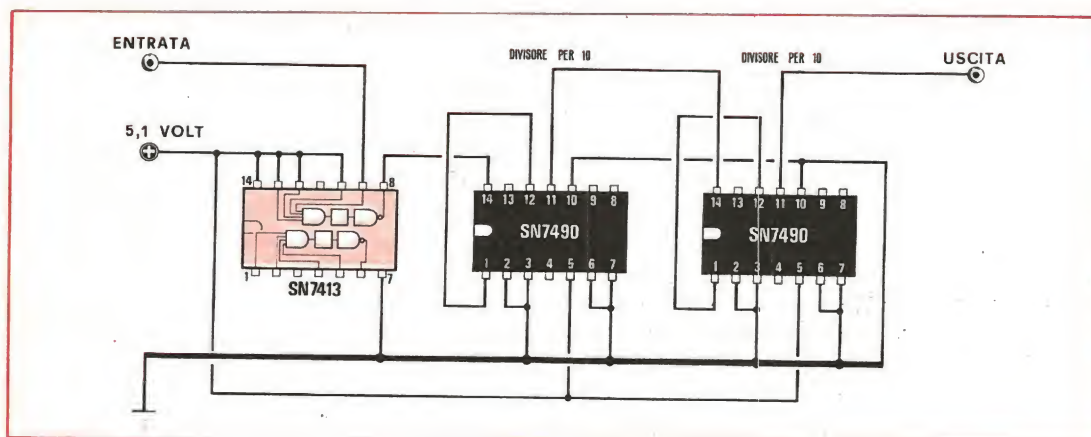 ENTRATA
DIVISORE PER 10
DIVISORE PER 10
USCITA
5,1 VOLT
14
8
14 13 12 11 10 9 8
14 13 12 11 10 9 8
SN7490
SN7490
1
7
1 2 3 4 5 6 7
1 2 3 4 5 6 7
SN7413